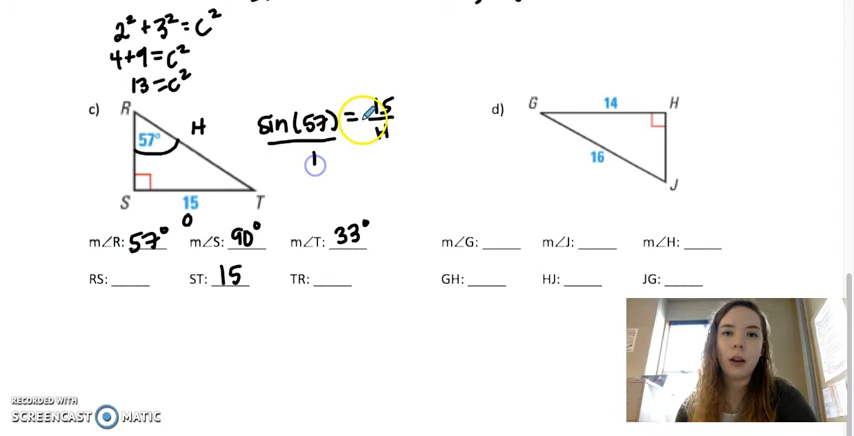 2² + 3² = c²
4+9=c²
13=c²
c) R 57° H S 15 T O
sin(57) = 15
1 H
d) G 14 H 16 J
m∠R: 57° m∠S: 90° m∠T: 33° m∠G: ______ m∠J: ______ m∠H: ______
RS: ______ ST: 15 TR: ______ GH: ______ HJ: ______ JG: ______
RECORDED WITH
SCREENCAST MATIC